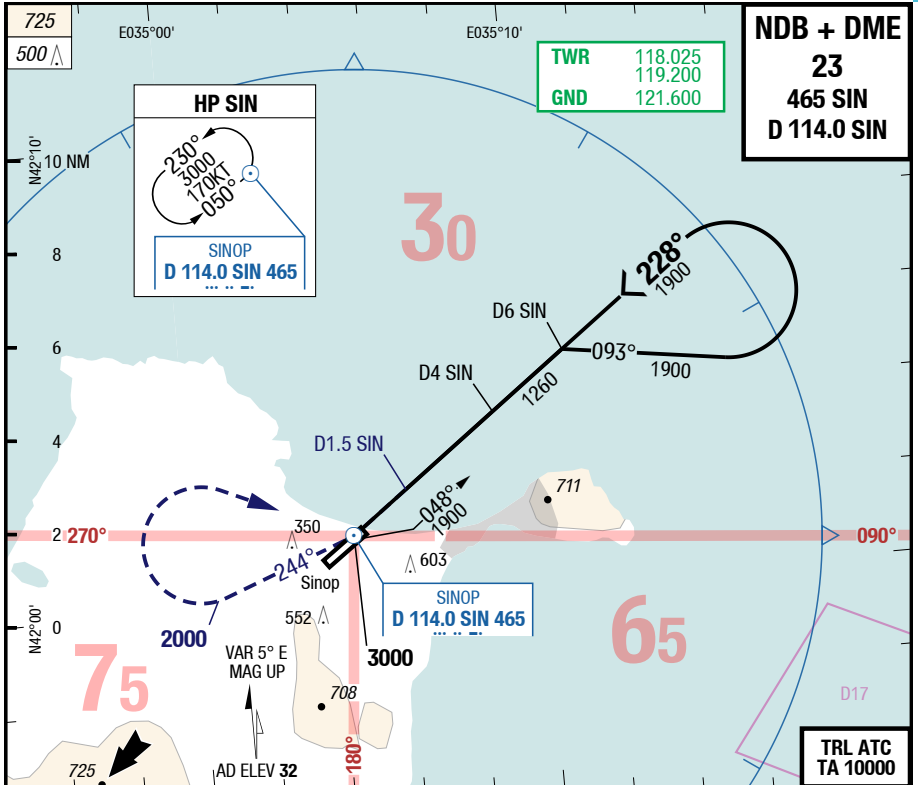 725
500
E035°00'
E035°10'
TWR 118.025
119.200
GND 121.600
NDB + DME
23
465 SIN
D 114.0 SIN
HP SIN
230°
3000
170KT
050°
SINOP
D 114.0 SIN 465
N42°10'
10 NM
8
6
4
2
0
N42°00'
30
228°
1900
D6 SIN
093°
1900
D4 SIN
1260
D1.5 SIN
711
048°
1900
270°
350
090°
603
244°
Sinop
SINOP
D 114.0 SIN 465
2000
552
3000
65
75
VAR 5° E
MAG UP
708
D17
180°
725
AD ELEV 32
TRL ATC
TA 10000